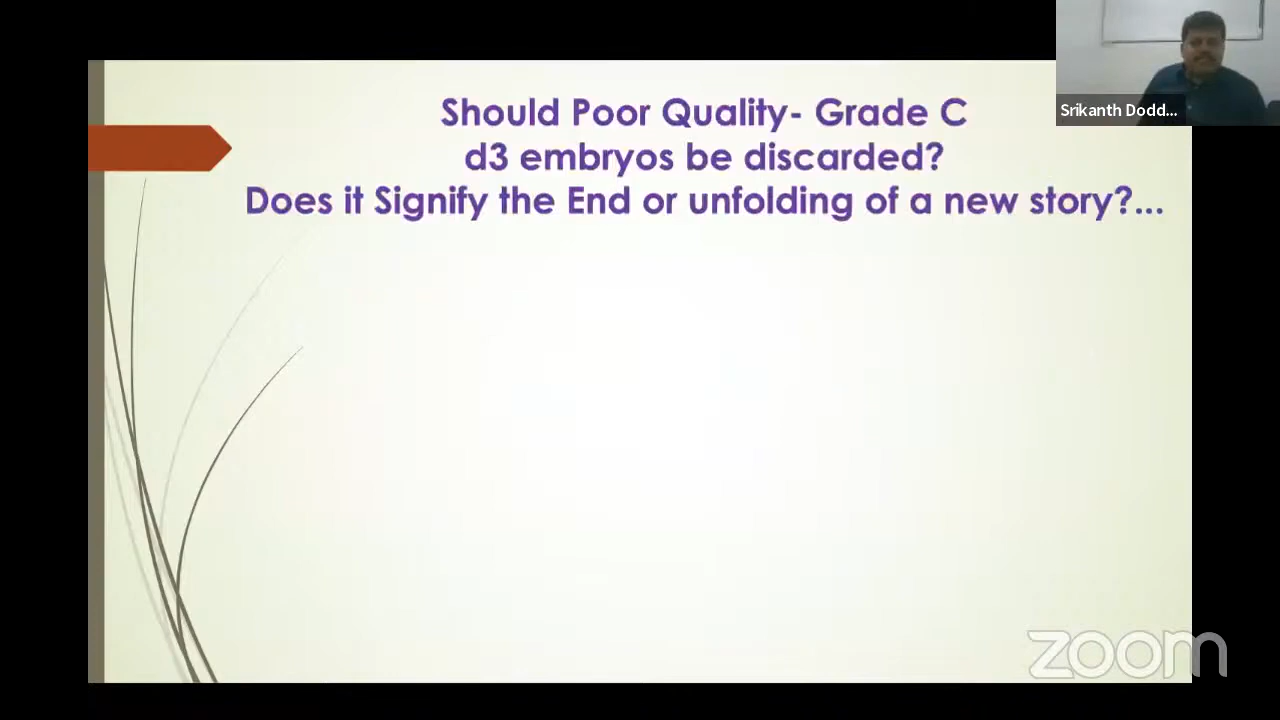 Should Poor Quality- Grade C
d3 embryos be discarded?
Does it Signify the End or unfolding of a new story?...
Srikanth Dodd...
zoom